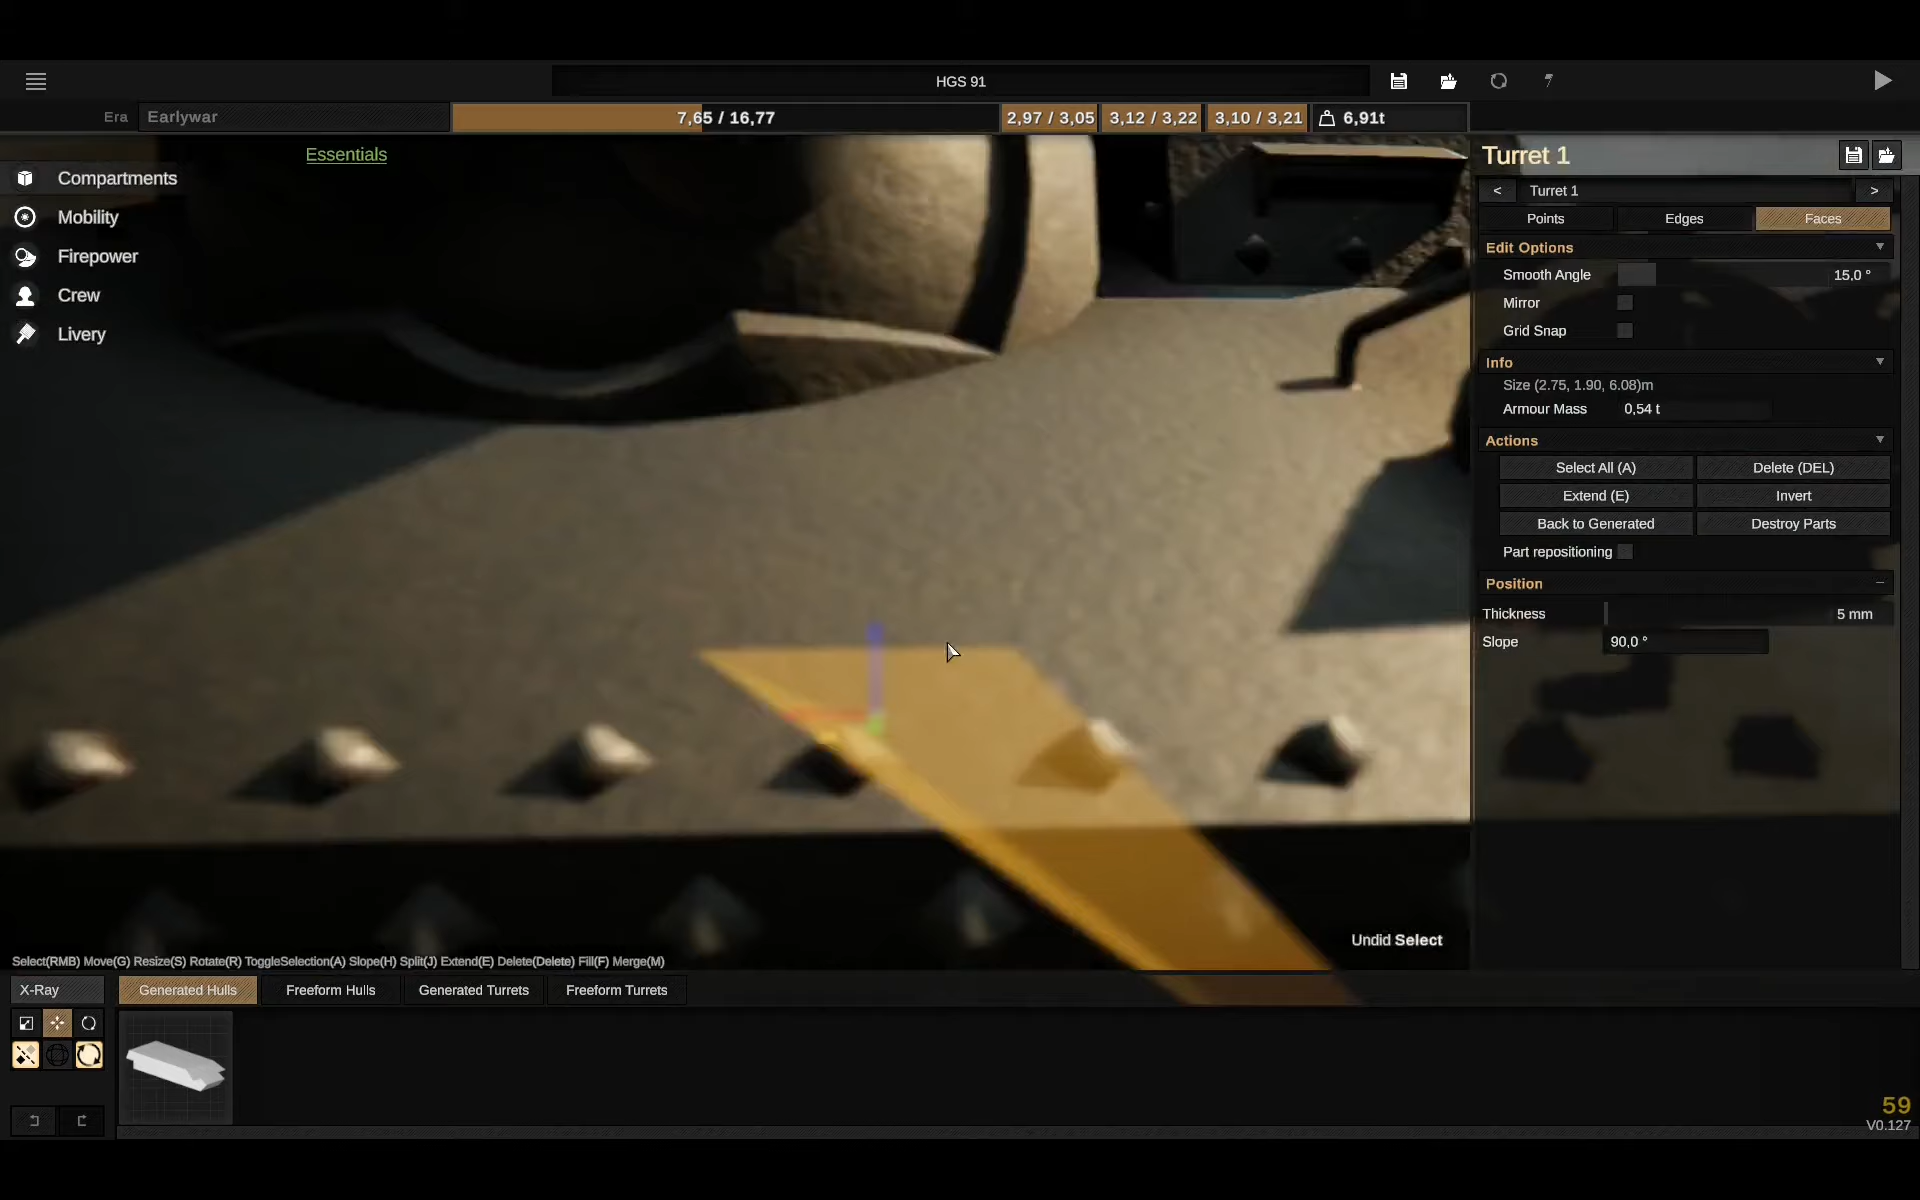 HGS 91
Era Earlywar 7,65 / 16,77 2,97 / 3,05 3,12 / 3,22 3,10 / 3,21 6,91t
Essentials
Compartments
Mobility
Firepower
Crew
Livery
Turret 1
< Turret 1 >
Points Edges Faces
Edit Options
Smooth Angle 15,0 °
Mirror
Grid Snap
Info
Size (2.75, 1.90, 6.08)m
Armour Mass 0,54 t
Actions
Select All (A) Delete (DEL)
Extend (E) Invert
Back to Generated Destroy Parts
Part repositioning
Position
Thickness 5 mm
Slope 90,0 °
Undid Select
Select(RMB) Move(G) Resize(S) Rotate(R) ToggleSelection(A) Slope(H) Split(J) Extend(E) Delete(Delete) Fill(F) Merge(M)
X-Ray Generated Hulls Freeform Hulls Generated Turrets Freeform Turrets
59
V0.127